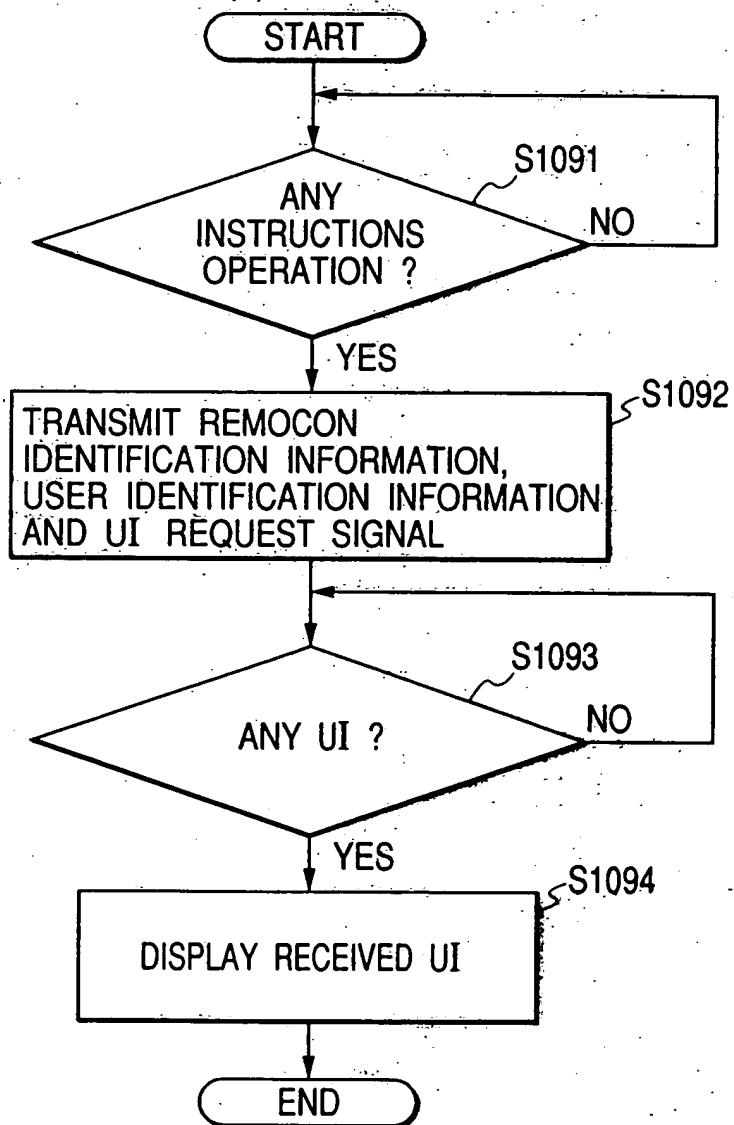 START
S1091
ANY
INSTRUCTIONS
OPERATION ?
NO
YES
S1092
TRANSMIT REMOCON
IDENTIFICATION INFORMATION,
USER IDENTIFICATION INFORMATION
AND UI REQUEST SIGNAL
S1093
ANY UI ?
NO
YES
S1094
DISPLAY RECEIVED UI
END